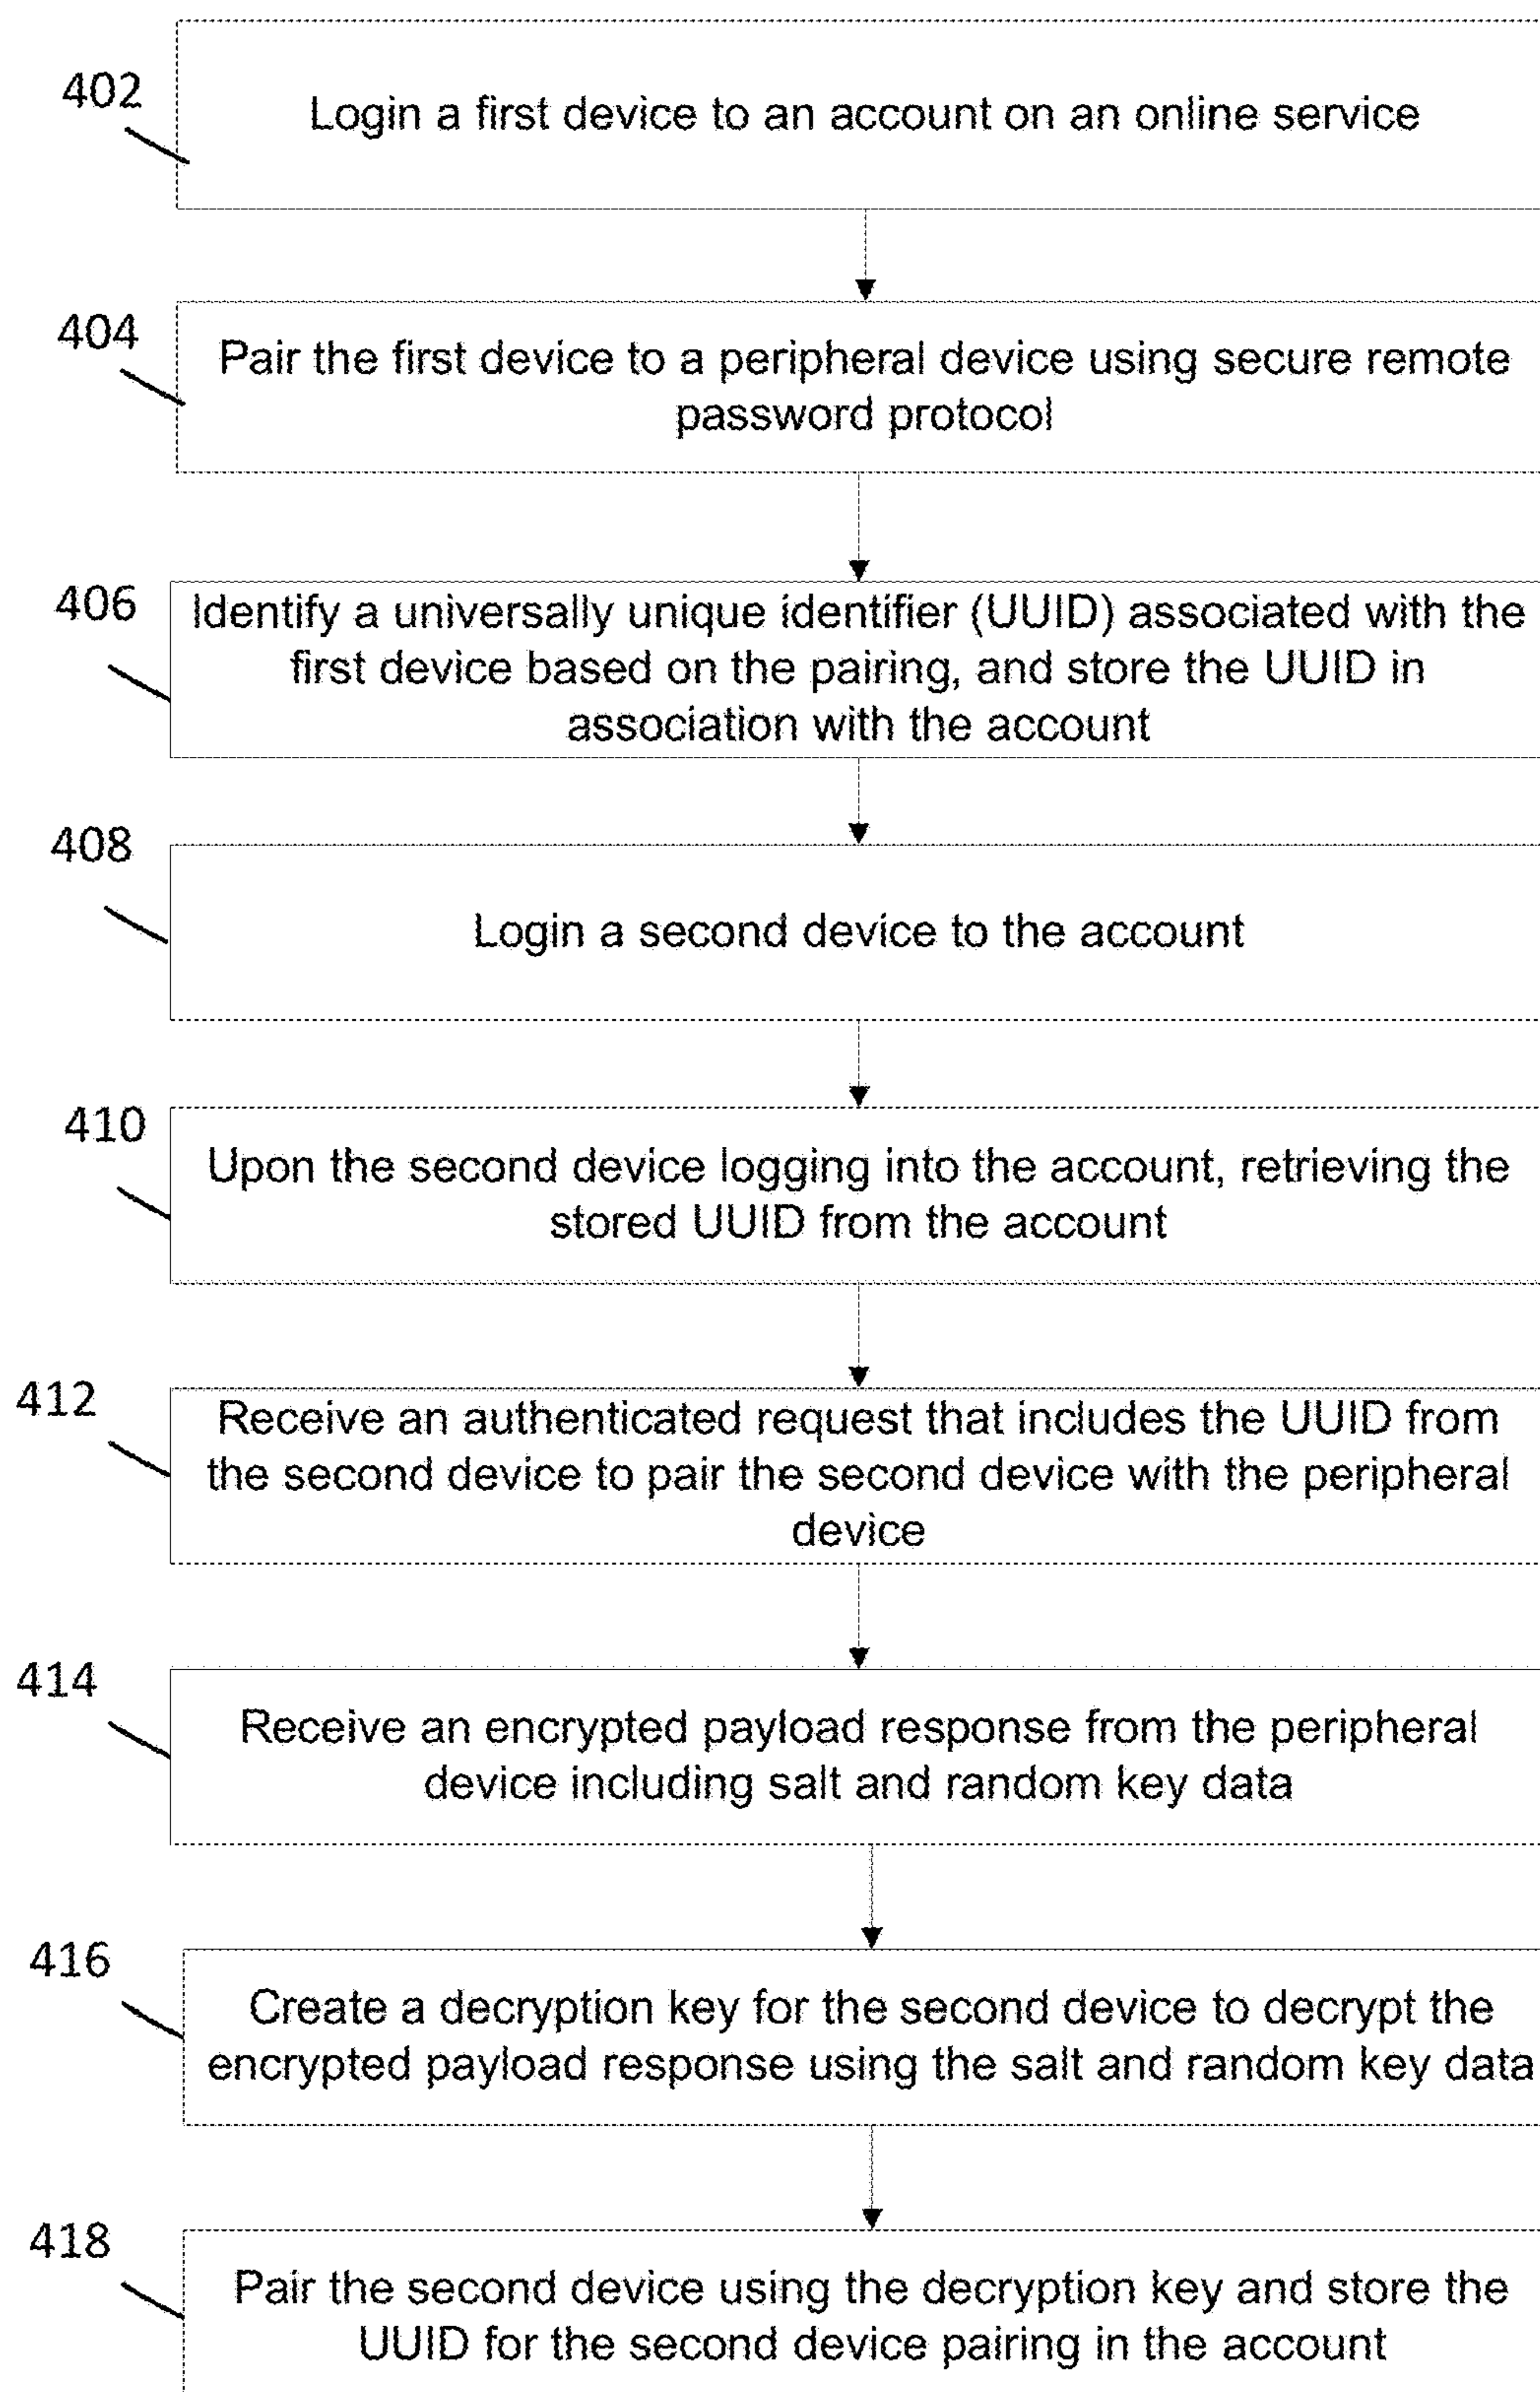 402
Login a first device to an account on an online service
404
Pair the first device to a peripheral device using secure remote
password protocol
406
Identify a universally unique identifier (UUID) associated with the
first device based on the pairing, and store the UUID in
association with the account
408
Login a second device to the account
410
Upon the second device logging into the account, retrieving the
stored UUID from the account
412
Receive an authenticated request that includes the UUID from
the second device to pair the second device with the peripheral
device
414
Receive an encrypted payload response from the peripheral
device including salt and random key data
416
Create a decryption key for the second device to decrypt the
encrypted payload response using the salt and random key data
418
Pair the second device using the decryption key and store the
UUID for the second device pairing in the account